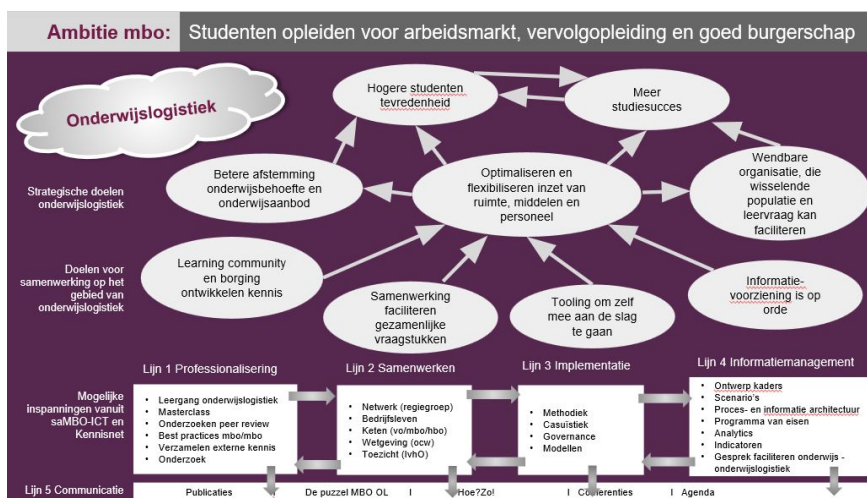 Ambitie mbo:
Studenten opleiden voor arbeidsmarkt, vervolgopleiding en goed burgerschap
Onderwijslogistiek
Hogere studenten
tevredenheid
Meer
studiesucces
Strategische doelen
onderwijslogistiek
Betere afstemming
onderwijsbehoefte en
onderwijsaanbod
Optimaliseren en
flexibiliseren inzet van
ruimte, middelen en
personeel
Wendbare
organisatie, die
wisselende
populatie en
leervraag kan
faciliteren
Doelen voor
samenwerking op het
gebied van
onderwijslogistiek
Learning community
en borging
ontwikkelen kennis
Samenwerking
faciliteren
gezamenlijke
vraagstukken
Tooling om zelf
mee aan de slag
te gaan
Informatie-
voorziening is op
orde
Mogelijke
inspanningen vanuit
saMBO-ICT en
Kennisnet
Lijn 1 Professionalisering
• Leergang onderwijslogistiek
• Masterclass
• Onderzoeken peer review
• Best practices mbo/mbo
• Verzamelen externe kennis
• Onderzoek
Lijn 2 Samenwerken
• Netwerk (regiegroep)
• Bedrijfsleven
• Keten (vo/mbo/hbo)
• Wetgeving (ocw)
• Toezicht (IvhO)
Lijn 3 Implementatie
• Methodiek
• Casuïstiek
• Governance
• Modellen
Lijn 4 Informatiemanagement
• Ontwerp kaders
• Scenario's
• Proces- en informatie architectuur
• Programma van eisen
• Analytics
• Indicatoren
• Gesprek faciliteren onderwijs -
onderwijslogistiek
Lijn 5 Communicatie
Publicaties I De puzzel MBO OL I Hoe?Zo! I Conferenties I Agenda